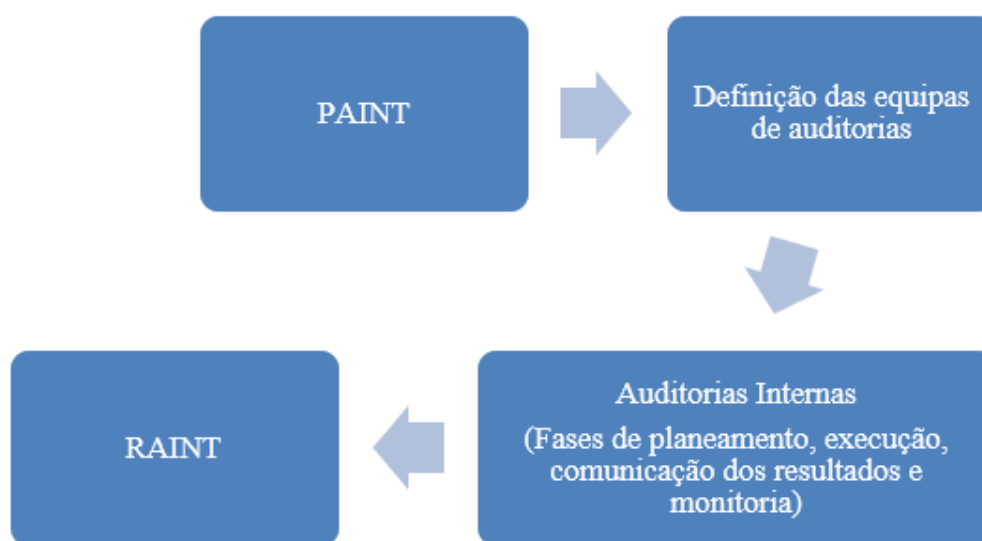 PAINT
Definição das equipas
de auditorias
Auditorias Internas
(Fases de planeamento, execução,
comunicação dos resultados e
monitoria)
RAINT